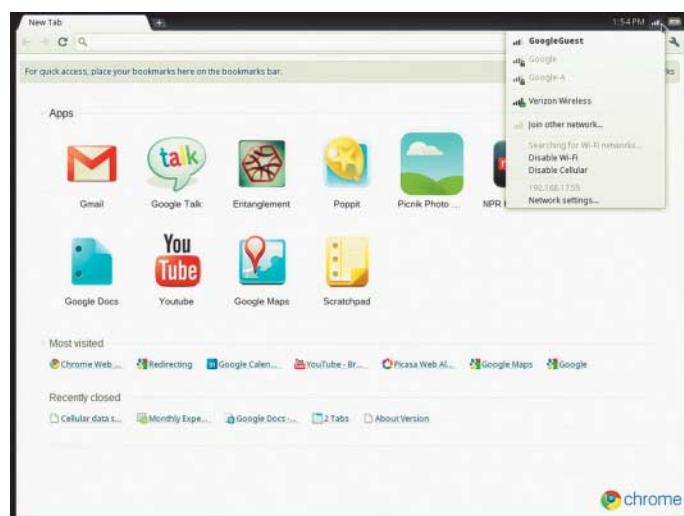 New Tab
1:54 PM
GoogleGuest
Google
Google-A
Verizon Wireless
Join other network...
Searching for Wi-Fi networks...
Disable Wi-Fi
Disable Cellular
192.168.17.55
Network settings...
For quick access, place your bookmarks here on the bookmarks bar.
Apps
talk
Gmail
Google Talk
Entanglement
Poppit
Picnik Photo ...
NPR
You
Tube
Google Docs
Youtube
Google Maps
Scratchpad
Most visited
Chrome Web ...
Redirecting
Google Calen...
YouTube - Br...
Picasa Web Al...
Google Maps
Google
Recently closed
Cellular data s...
Monthly Expe...
Google Docs -...
2 Tabs
About Version
chrome